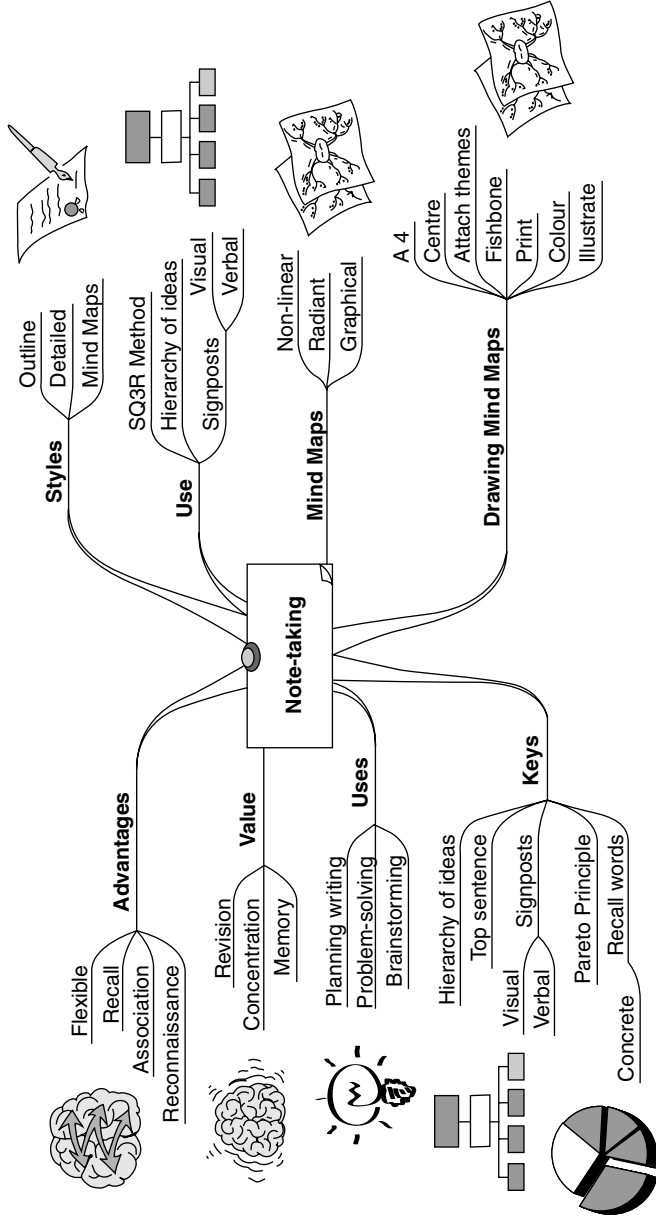 Note-taking
Styles
Outline
Detailed
Mind Maps
Use
SQ3R Method
Hierarchy of ideas
Signposts
Visual
Verbal
Mind Maps
Non-linear
Radiant
Graphical
Drawing Mind Maps
A 4
Centre
Attach themes
Fishbone
Print
Colour
Illustrate
Keys
Hierarchy of ideas
Top sentence
Signposts
Visual
Verbal
Pareto Principle
Recall words
Concrete
Uses
Planning writing
Problem-solving
Brainstorming
Value
Revision
Concentration
Memory
Advantages
Flexible
Recall
Association
Reconnaissance